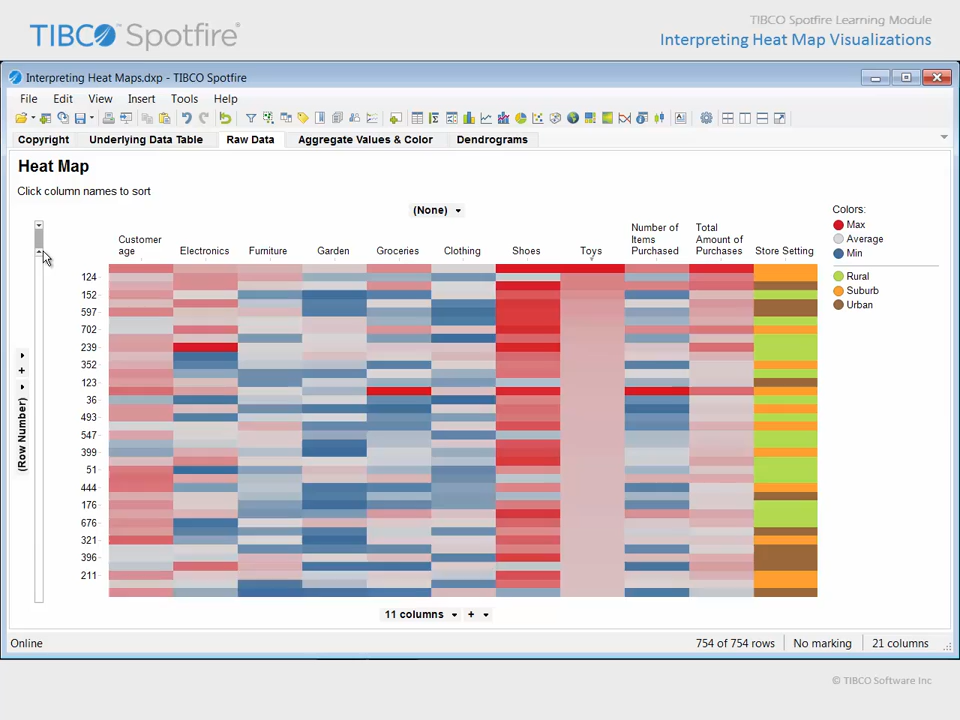 TIBCO Spotfire®
TIBCO Spotfire Learning Module
Interpreting Heat Map Visualizations
Interpreting Heat Maps.dxp - TIBCO Spotfire
File Edit View Insert Tools Help
Copyright Underlying Data Table Raw Data Aggregate Values & Color Dendrograms
Heat Map
Click column names to sort
(None)
Customer age Electronics Furniture Garden Groceries Clothing Shoes Toys Number of Items Purchased Total Amount of Purchases Store Setting
Colors:
Max
Average
Min
Rural
Suburb
Urban
124
152
597
702
239
352
123
36
493
547
399
51
444
176
676
321
396
211
(Row Number) +
11 columns +
Online 754 of 754 rows No marking 21 columns
© TIBCO Software Inc